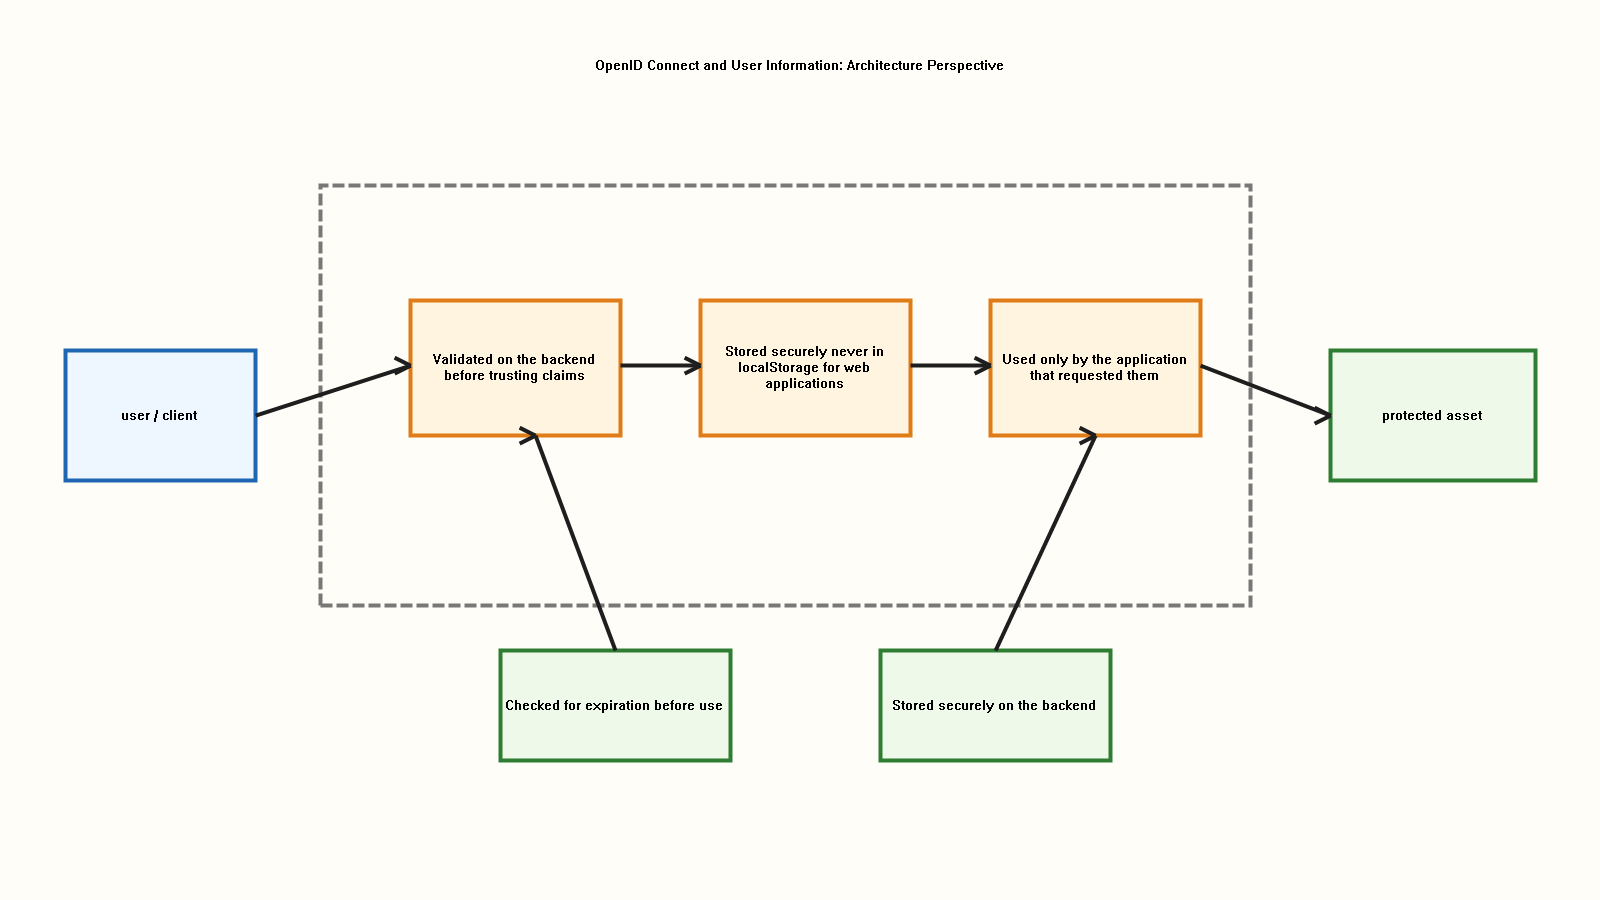 OpenID Connect and User Information: Architecture Perspective
user / client
Validated on the backend
before trusting claims
Stored securely never in
localStorage for web
applications
Used only by the application
that requested them
protected asset
Checked for expiration before use
Stored securely on the backend